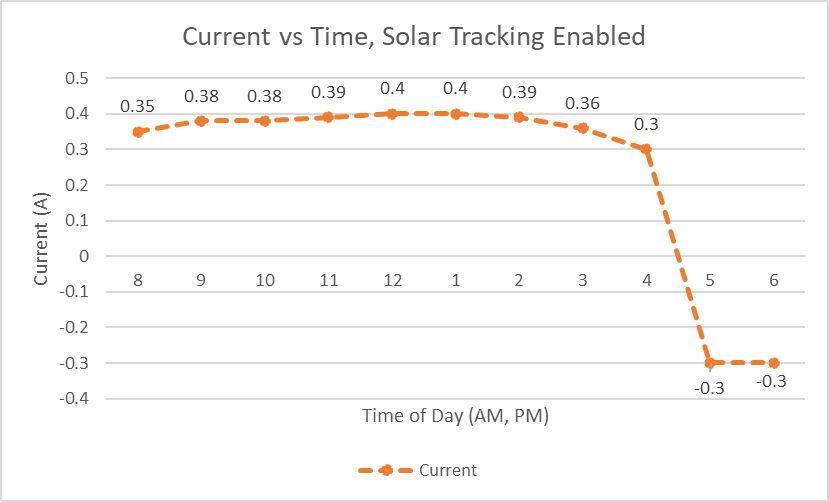 Current vs Time, Solar Tracking Enabled
0.5
0.4
0.3
0.2
0.1
0
-0.1
-0.2
-0.3
-0.4
Current (A)
0.35 0.38 0.38 0.39 0.4 0.4 0.39 0.36 0.3 -0.3 -0.3
8 9 10 11 12 1 2 3 4 5 6
Time of Day (AM, PM)
Current